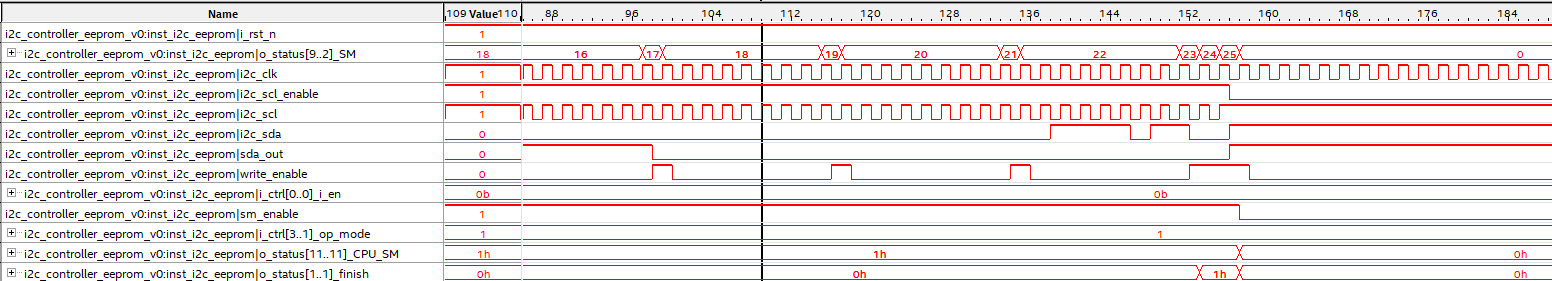 Name 109 Value 110 88 96 104 112 120 128 136 144 152 160 168 176 184
i2c_controller_eeprom_v0:inst_i2c_eeprom|i_rst_n 1
i2c_controller_eeprom_v0:inst_i2c_eeprom|o_status[9..2]_SM 18 16 17 18 19 20 21 22 23 24 25 0
i2c_controller_eeprom_v0:inst_i2c_eeprom|i2c_clk 1
i2c_controller_eeprom_v0:inst_i2c_eeprom|i2c_scl_enable 1
i2c_controller_eeprom_v0:inst_i2c_eeprom|i2c_scl 1
i2c_controller_eeprom_v0:inst_i2c_eeprom|i2c_sda 0
i2c_controller_eeprom_v0:inst_i2c_eeprom|sda_out 0
i2c_controller_eeprom_v0:inst_i2c_eeprom|write_enable 0
i2c_controller_eeprom_v0:inst_i2c_eeprom|i_ctrl[0..0]_i_en 0b 0b
i2c_controller_eeprom_v0:inst_i2c_eeprom|sm_enable 1
i2c_controller_eeprom_v0:inst_i2c_eeprom|i_ctrl[3..1]_op_mode 1 1
i2c_controller_eeprom_v0:inst_i2c_eeprom|o_status[11..11]_CPU_SM 1h 1h 0h
i2c_controller_eeprom_v0:inst_i2c_eeprom|o_status[1..1]_finish 0h 0h 1h 0h